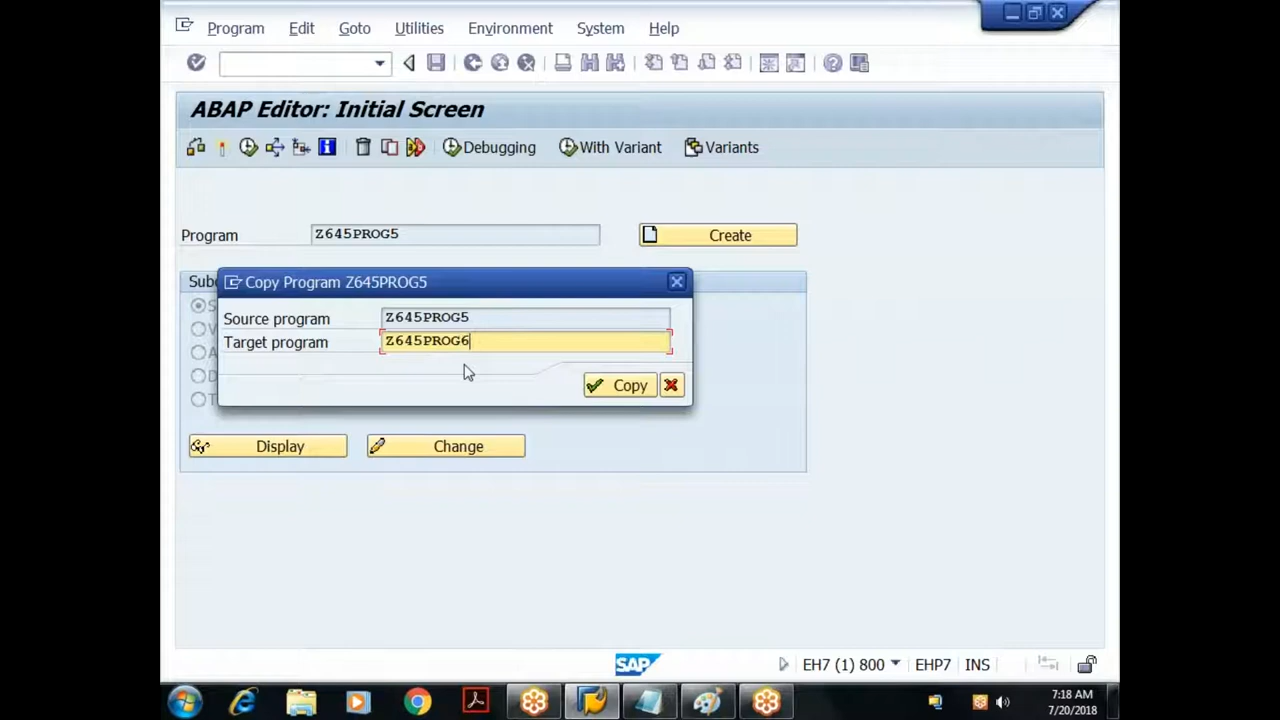 Program Edit Goto Utilities Environment System Help
ABAP Editor: Initial Screen
Debugging With Variant Variants
Program Z645PROG5 Create
Copy Program Z645PROG5
Source program Z645PROG5
Target program Z645PROG6
Copy
Display Change
SAP EH7 (1) 800 EHP7 INS
7:18 AM
7/20/2018